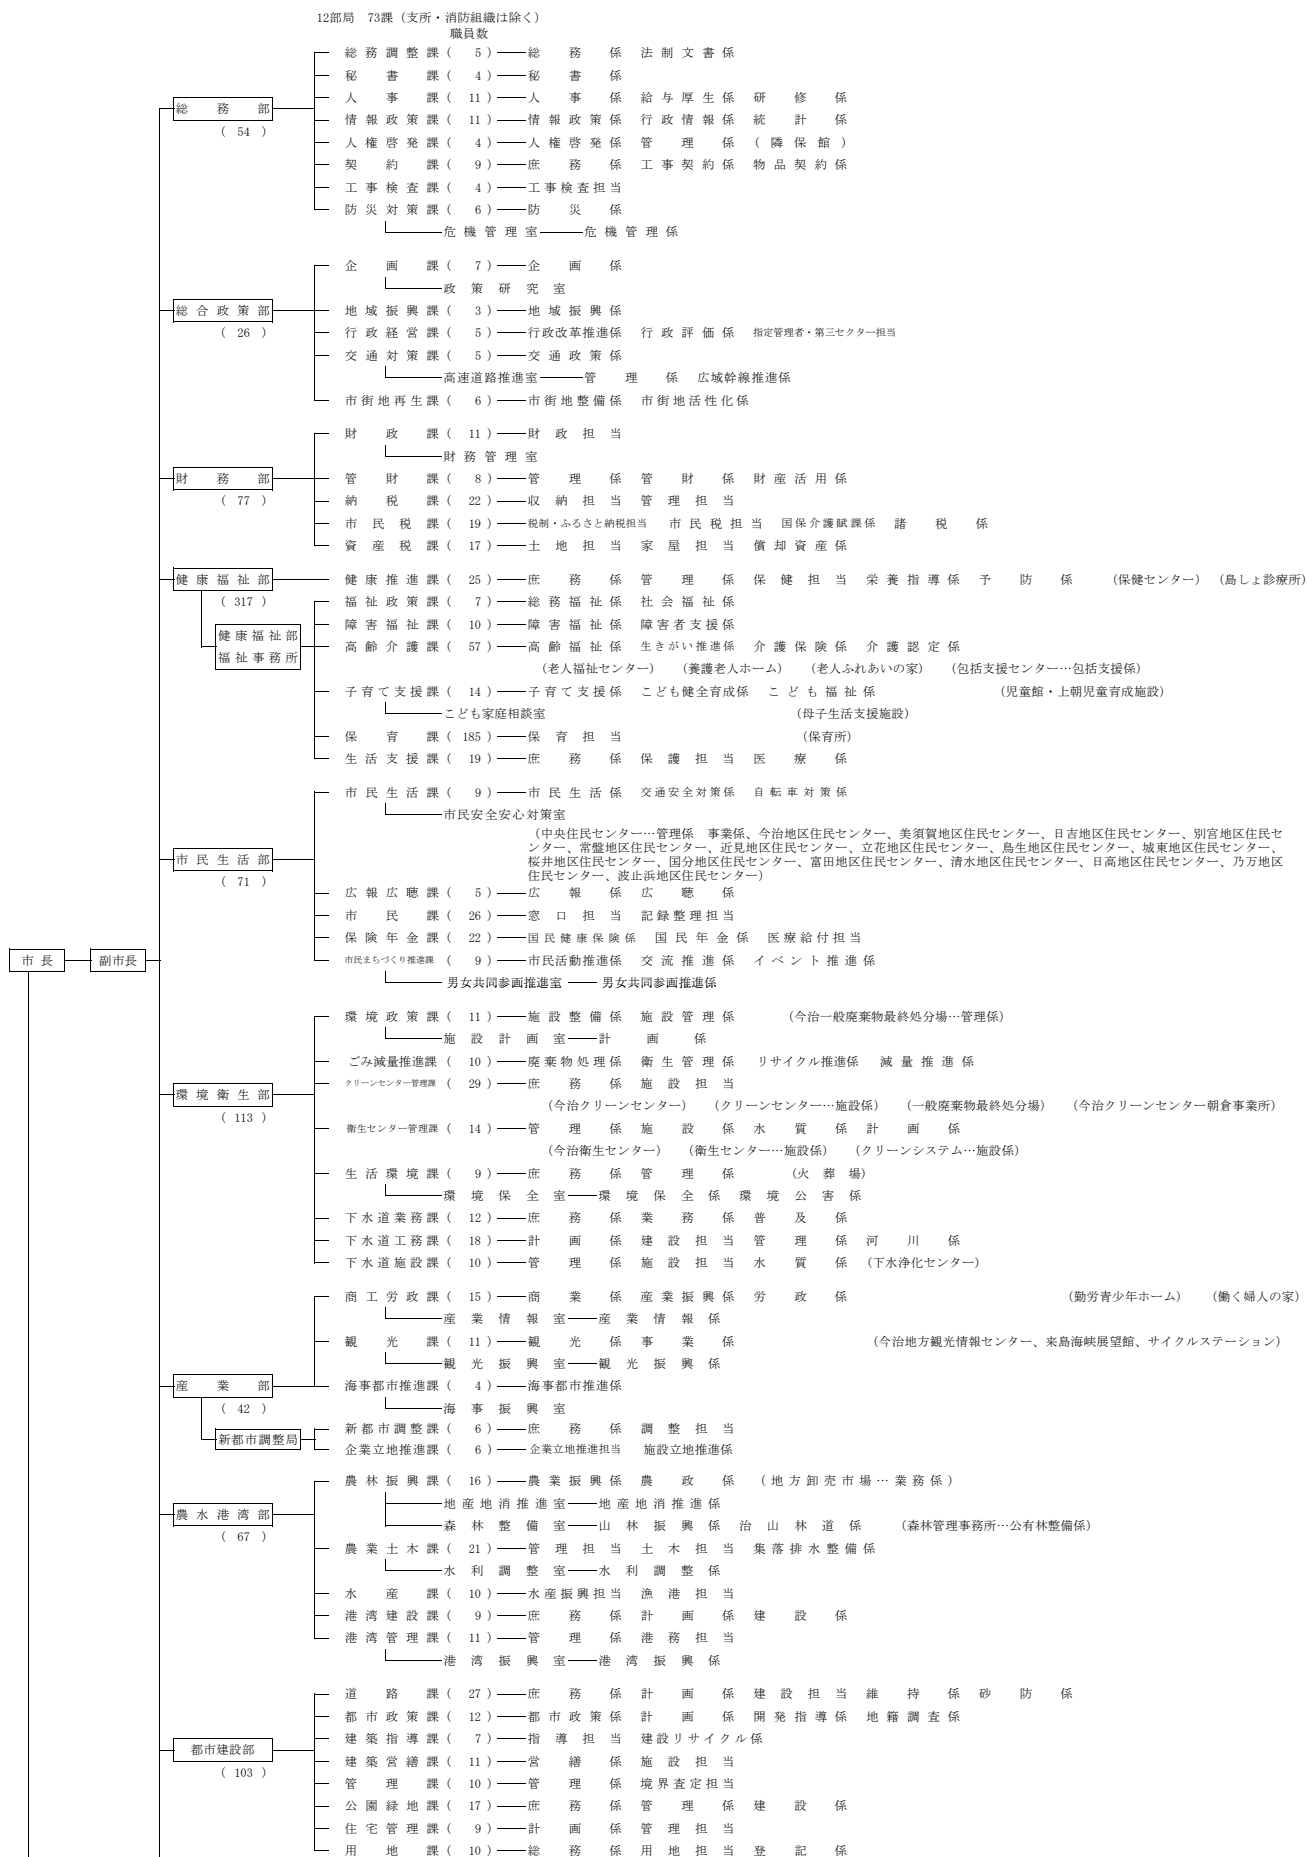 12部局　73課（支所・消防組織は除く）
職員数
総務調整課（　5　）総務係　法制文書係
秘書課（　4　）秘書係
人事課（　11　）人事係　給与厚生係　研修係
総務部
情報政策課（　11　）情報政策係　行政情報係　統計係
（　54　）
人権啓発課（　4　）人権啓発係　管理係　（隣保館）
契約課（　9　）庶務係　工事契約係　物品契約係
工事検査課（　4　）工事検査担当
防災対策課（　6　）防災係
危機管理室　危機管理係
企画課（　7　）企画係
政策研究室
総合政策部
地域振興課（　3　）地域振興係
（　26　）
行政経営課（　5　）行政改革推進係　行政評価係　指定管理者・第三セクター担当
交通対策課（　5　）交通政策係
高速道路推進室　管理係　広域幹線推進係
市街地再生課（　6　）市街地整備係　市街地活性化係
財政課（　11　）財政担当
財務管理室
財務部
管財課（　8　）管理係　管財係　財産活用係
（　77　）
納税課（　22　）収納担当　管理担当
市民税課（　19　）税制・ふるさと納税担当　市民税担当　国保介護賦課係　諸税係
資産税課（　17　）土地担当　家屋担当　償却資産係
健康福祉部
健康推進課（　25　）庶務係　管理係　保健担当　栄養指導係　予防係　（保健センター）　（島しょ診療所）
（　317　）
福祉政策課（　7　）総務福祉係　社会福祉係
障害福祉課（　10　）障害福祉係　障害者支援係
健康福祉部
福祉事務所
高齢介護課（　57　）高齢福祉係　生きがい推進係　介護保険係　介護認定係
（老人福祉センター）　（養護老人ホーム）　（老人ふれあいの家）　（包括支援センター…包括支援係）
子育て支援課（　14　）子育て支援係　こども健全育成係　こども福祉係　（児童館・上朝児童育成施設）
こども家庭相談室　（母子生活支援施設）
保育課（　185　）保育担当　（保育所）
生活支援課（　19　）庶務係　保護担当　医療係
市民生活課（　9　）市民生活係　交通安全対策係　自転車対策係
市民安全安心対策室
（中央住民センター…管理係　事業係、今治地区住民センター、美須賀地区住民センター、日吉地区住民センター、別宮地区住民セ
ンター、常盤地区住民センター、近見地区住民センター、立花地区住民センター、鳥生地区住民センター、城東地区住民センター、
桜井地区住民センター、国分地区住民センター、富田地区住民センター、清水地区住民センター、日高地区住民センター、乃万地区
住民センター、波止浜地区住民センター）
市民生活部
（　71　）
広報広聴課（　5　）広報係　広聴係
市民課（　26　）窓口担当　記録整理担当
保険年金課（　22　）国民健康保険係　国民年金係　医療給付担当
市長　副市長
市民まちづくり推進課（　9　）市民活動推進係　交流推進係　イベント推進係
男女共同参画推進室　男女共同参画推進係
環境政策課（　11　）施設整備係　施設管理係　（今治一般廃棄物最終処分場…管理係）
施設計画室　計画係
ごみ減量推進課（　10　）廃棄物処理係　衛生管理係　リサイクル推進係　減量推進係
クリーンセンター管理課（　29　）庶務係　施設担当
環境衛生部
（今治クリーンセンター）　（クリーンセンター…施設係）　（一般廃棄物最終処分場）　（今治クリーンセンター朝倉事業所）
（　113　）
衛生センター管理課（　14　）管理係　施設係　水質係　計画係
（今治衛生センター）　（衛生センター…施設係）　（クリーンシステム…施設係）
生活環境課（　9　）庶務係　管理係　（火葬場）
環境保全室　環境保全係　環境公害係
下水道業務課（　12　）庶務係　業務係　普及係
下水道工務課（　18　）計画係　建設担当　管理係　河川係
下水道施設課（　10　）管理係　施設担当　水質係　（下水浄化センター）
商工労政課（　15　）商業係　産業振興係　労政係　（勤労青少年ホーム）　（働く婦人の家）
産業情報室　産業情報係
観光課（　11　）観光係　事業係　（今治地方観光情報センター、来島海峡展望館、サイクルステーション）
観光振興室　観光振興係
産業部
海事都市推進課（　4　）海事都市推進係
（　42　）
海事振興室
新都市調整局
新都市調整課（　6　）庶務係　調整担当
企業立地推進課（　6　）企業立地推進担当　施設立地推進係
農林振興課（　16　）農業振興係　農政係　（地方卸売市場…業務係）
地産地消推進室　地産地消推進係
農水港湾部
森林整備室　山林振興係　治山林道係　（森林管理事務所…公有林整備係）
（　67　）
農業土木課（　21　）管理担当　土木担当　集落排水整備係
水利調整室　水利調整係
水産課（　10　）水産振興担当　漁港担当
港湾建設課（　9　）庶務係　計画係　建設係
港湾管理課（　11　）管理係　港務担当
港湾振興室　港湾振興係
道路課（　27　）庶務係　計画係　建設担当　維持係　砂防係
都市政策課（　12　）都市政策係　計画係　開発指導係　地籍調査係
建築指導課（　7　）指導担当　建設リサイクル係
都市建設部
建築営繕課（　11　）営繕係　施設担当
（　103　）
管理課（　10　）管理係　境界査定担当
公園緑地課（　17　）庶務係　管理係　建設係
住宅管理課（　9　）計画係　管理担当
用地課（　10　）総務係　用地担当　登記係